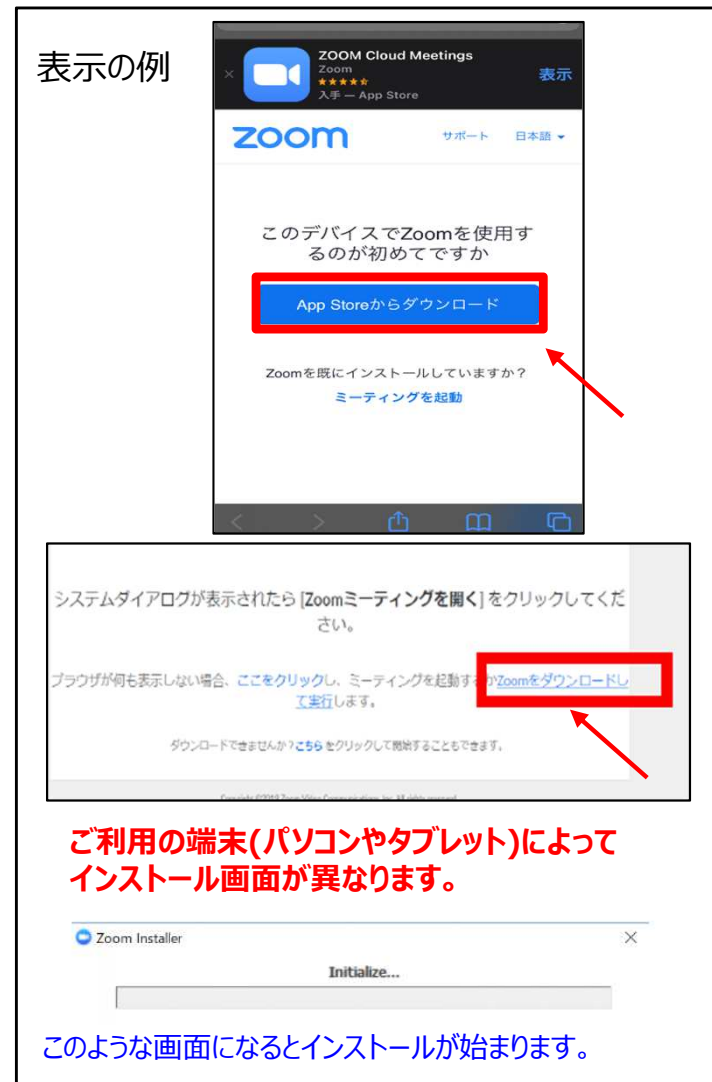 表示の例
ZOOM Cloud Meetings
Zoom
入手 — App Store
表示
zoom
サポート 日本語
このデバイスでZoomを使用す
るのが初めてですか
App Storeからダウンロード
Zoomを既にインストールしていますか？
ミーティングを起動
システムダイアログが表示されたら [Zoomミーティングを開く] をクリックしてくだ
さい。
ブラウザが何も表示しない場合、ここをクリックし、ミーティングを起動するかZoomをダウンロードし
て実行します。
ダウンロードできませんか？こちらをクリックして開始することもできます。
Copyright ©2019 Zoom Video Communications, Inc. All rights reserved.
ご利用の端末(パソコンやタブレット)によって
インストール画面が異なります。
Zoom Installer
Initialize...
このような画面になるとインストールが始まります。